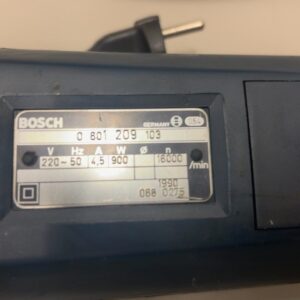 BOSCH GERMANY
0 601 209 103
V Hz A W Ø n
220-50 4,5 900 16000 /min
1990
068 0275